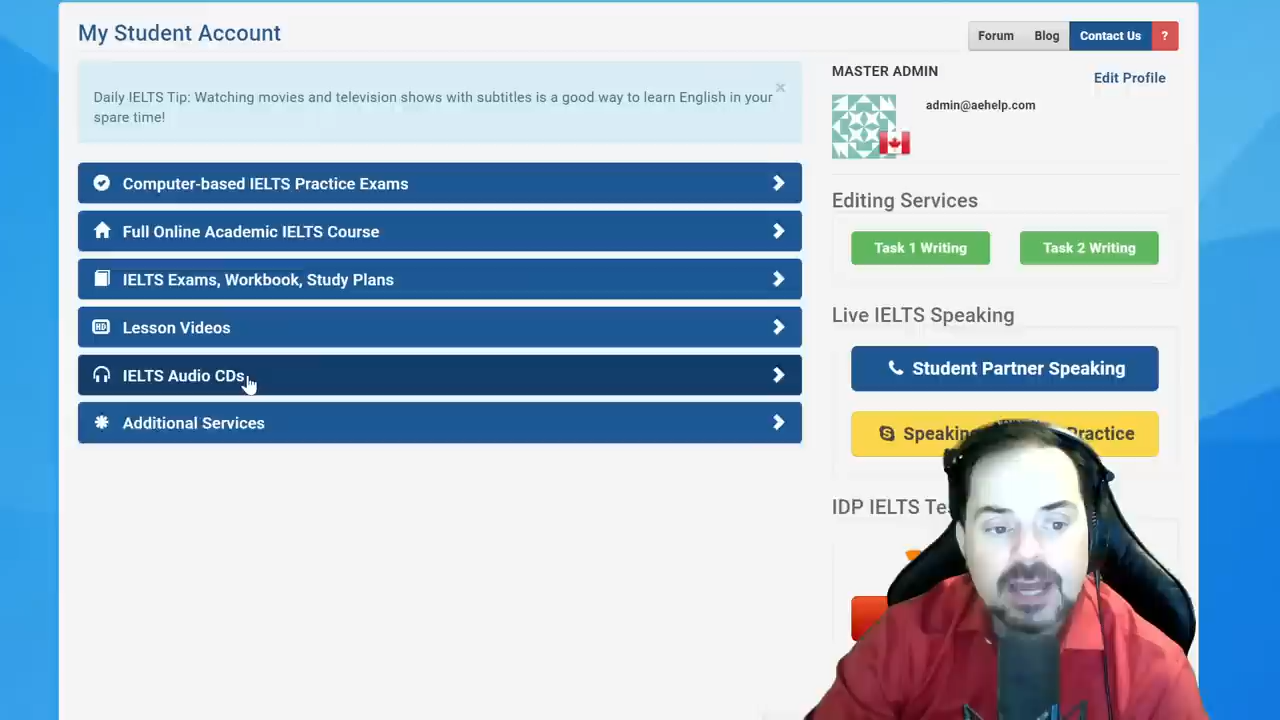 My Student Account
Forum
Blog
Contact Us
?
Daily IELTS Tip: Watching movies and television shows with subtitles is a good way to learn English in your
spare time!
×
Computer-based IELTS Practice Exams
Full Online Academic IELTS Course
IELTS Exams, Workbook, Study Plans
HD
Lesson Videos
IELTS Audio CDs
Additional Services
MASTER ADMIN
Edit Profile
admin@aehelp.com
Editing Services
Task 1 Writing
Task 2 Writing
Live IELTS Speaking
Student Partner Speaking
IDP IELTS